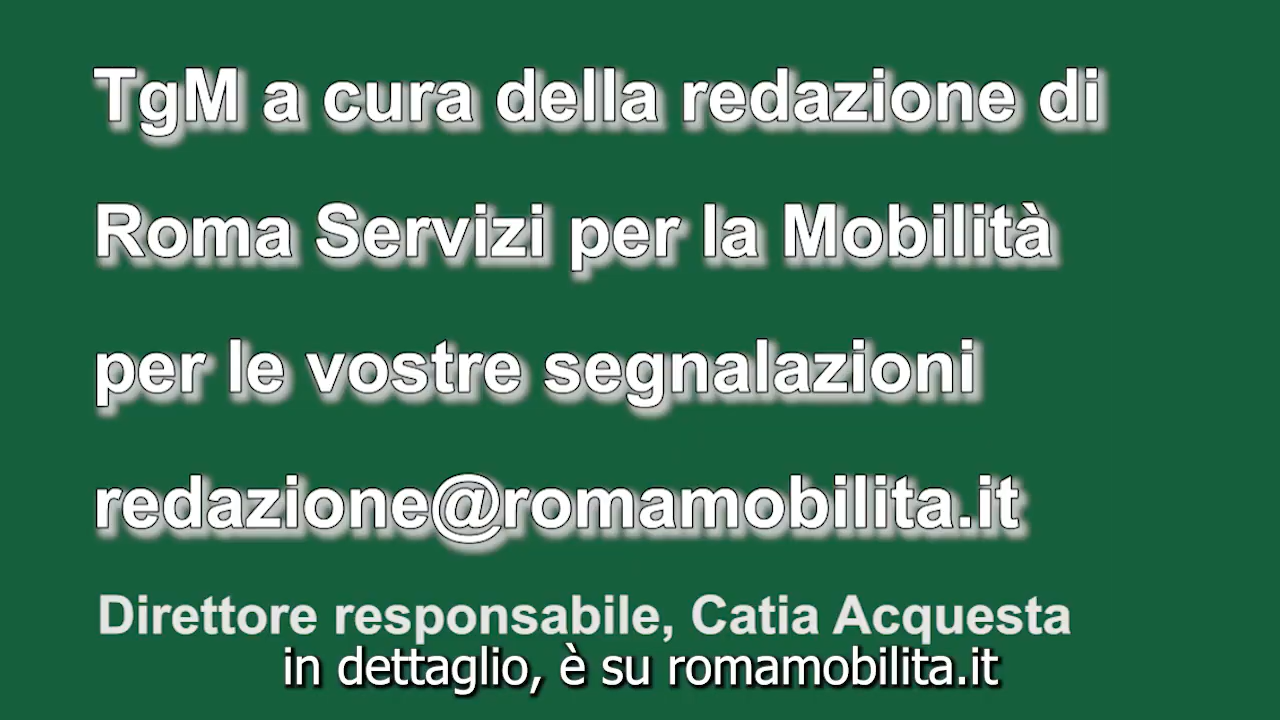 TgM a cura della redazione di
Roma Servizi per la Mobilità
per le vostre segnalazioni
redazione@romamobilita.it
Direttore responsabile, Catia Acquesta
in dettaglio, è su romamobilita.it